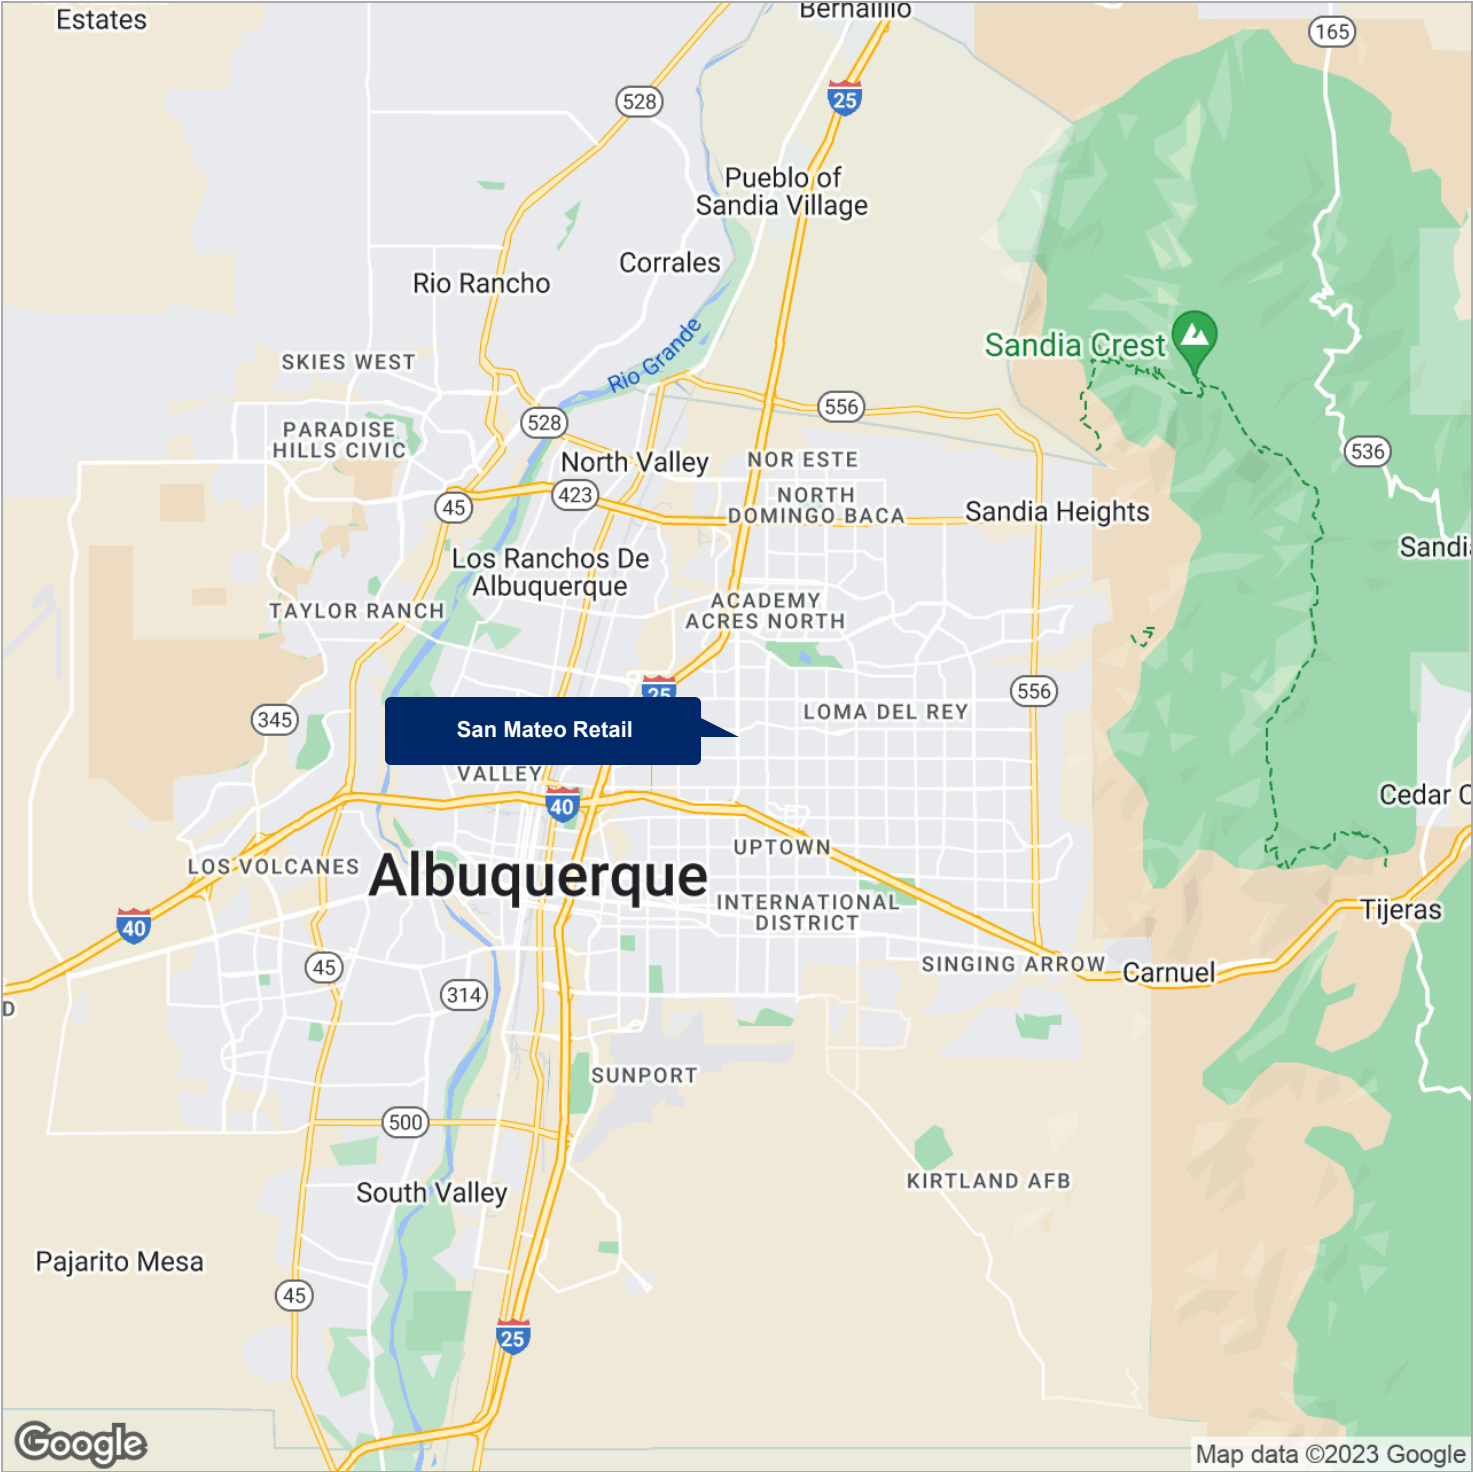 Estates
Bernalillo
165
528
25
Pueblo of
Sandia Village
Corrales
Rio Rancho
Rio Grande
Sandia Crest
SKIES WEST
556
528
PARADISE
HILLS CIVIC
North Valley
NOR ESTE
536
423
45
NORTH
DOMINGO BACA
Sandia Heights
Los Ranchos De
Albuquerque
Sandi
TAYLOR RANCH
ACADEMY
ACRES NORTH
25
556
345
LOMA DEL REY
San Mateo Retail
VALLEY
40
Cedar C
UPTOWN
LOS VOLCANES
Albuquerque
INTERNATIONAL
DISTRICT
40
Tijeras
45
SINGING ARROW
Carnuel
314
D
SUNPORT
500
KIRTLAND AFB
South Valley
Pajarito Mesa
45
25
Google
Map data ©2023 Google